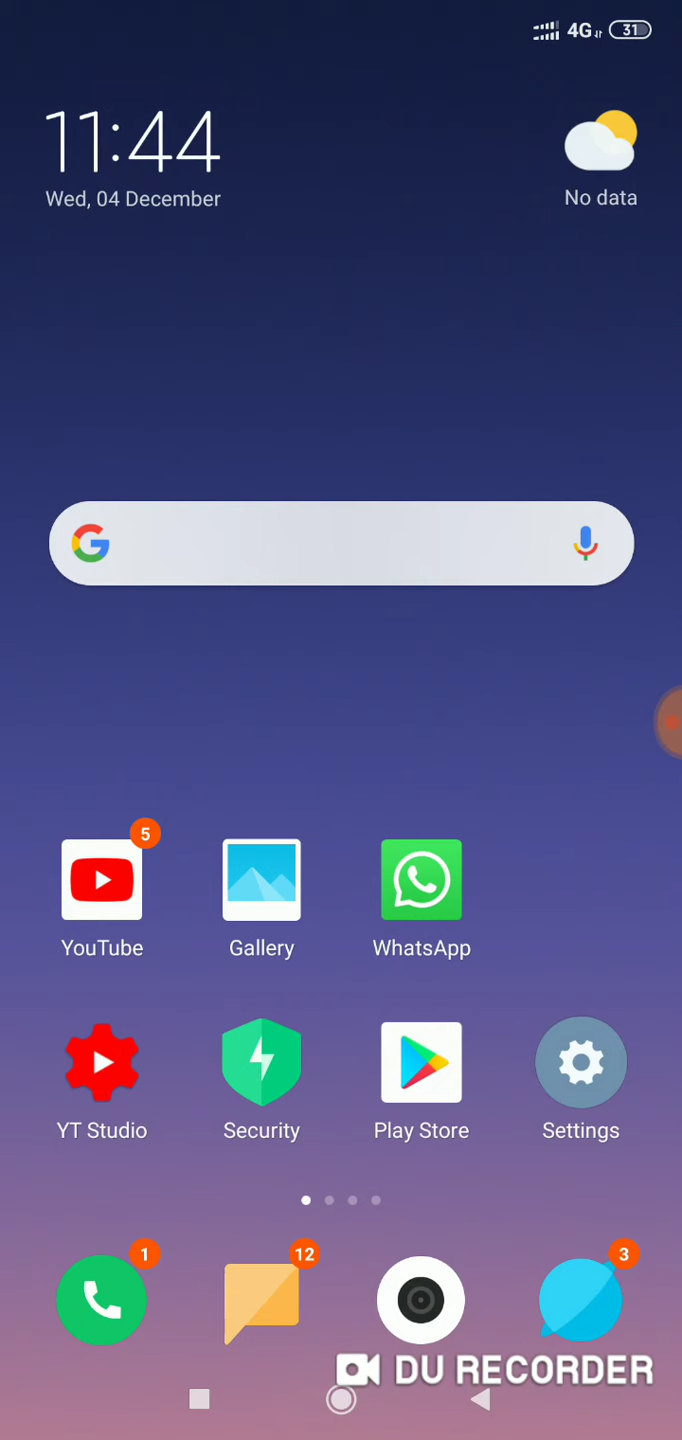 4G 31
11:44
Wed, 04 December
No data
5
YouTube
Gallery
WhatsApp
YT Studio
Security
Play Store
Settings
1
12
3
DU RECORDER